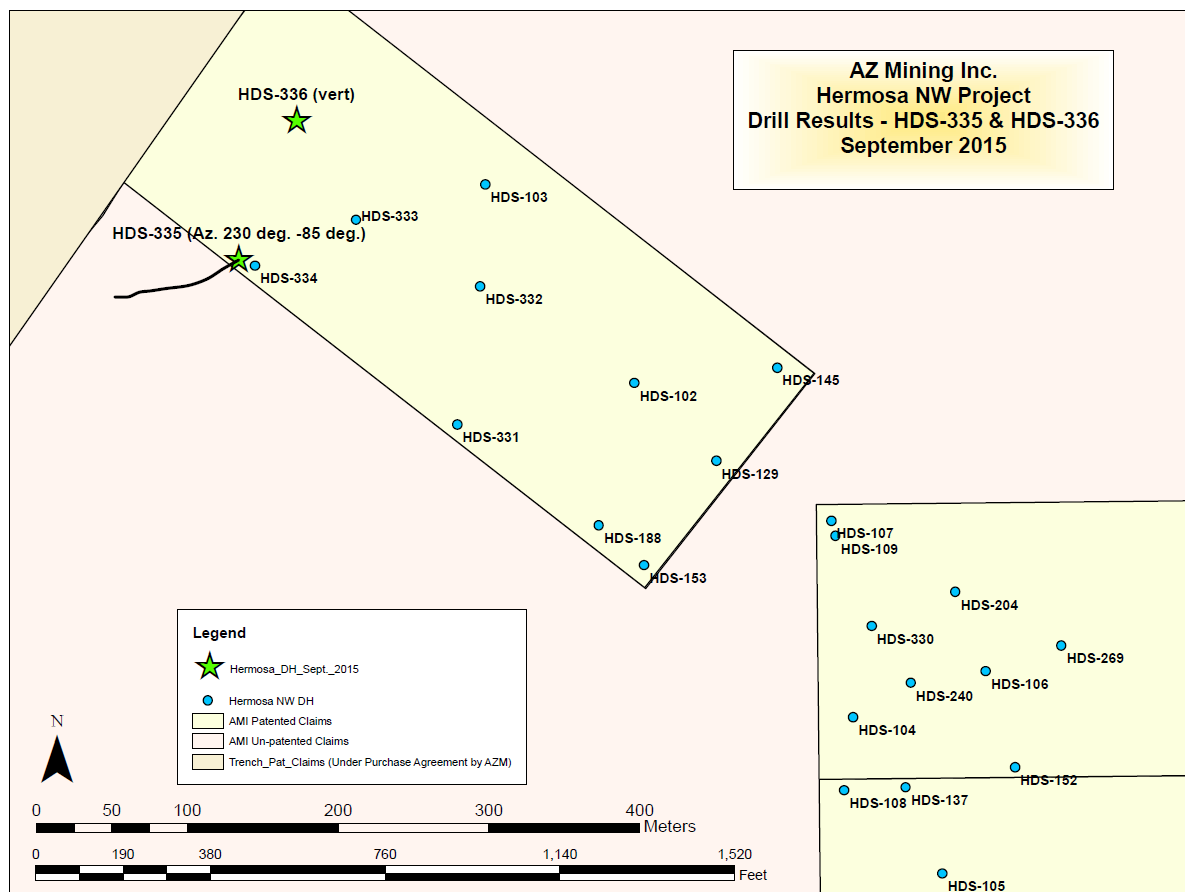 AZ Mining Inc.
Hermosa NW Project
Drill Results - HDS-335 & HDS-336
September 2015
HDS-336 (vert)
HDS-103
HDS-333
HDS-335 (Az. 230 deg. -85 deg.)
HDS-334
HDS-332
HDS-145
HDS-102
HDS-331
HDS-129
HDS-188
HDS-153
HDS-107
HDS-109
HDS-204
HDS-330
HDS-269
HDS-106
HDS-240
HDS-104
HDS-152
HDS-108
HDS-137
HDS-105
Legend
Hermosa_DH_Sept._2015
Hermosa NW DH
AMI Patented Claims
AMI Un-patented Claims
Trench_Pat_Claims (Under Purchase Agreement by AZM)
N
0 50 100 200 300 400
Meters
0 190 380 760 1,140 1,520
Feet